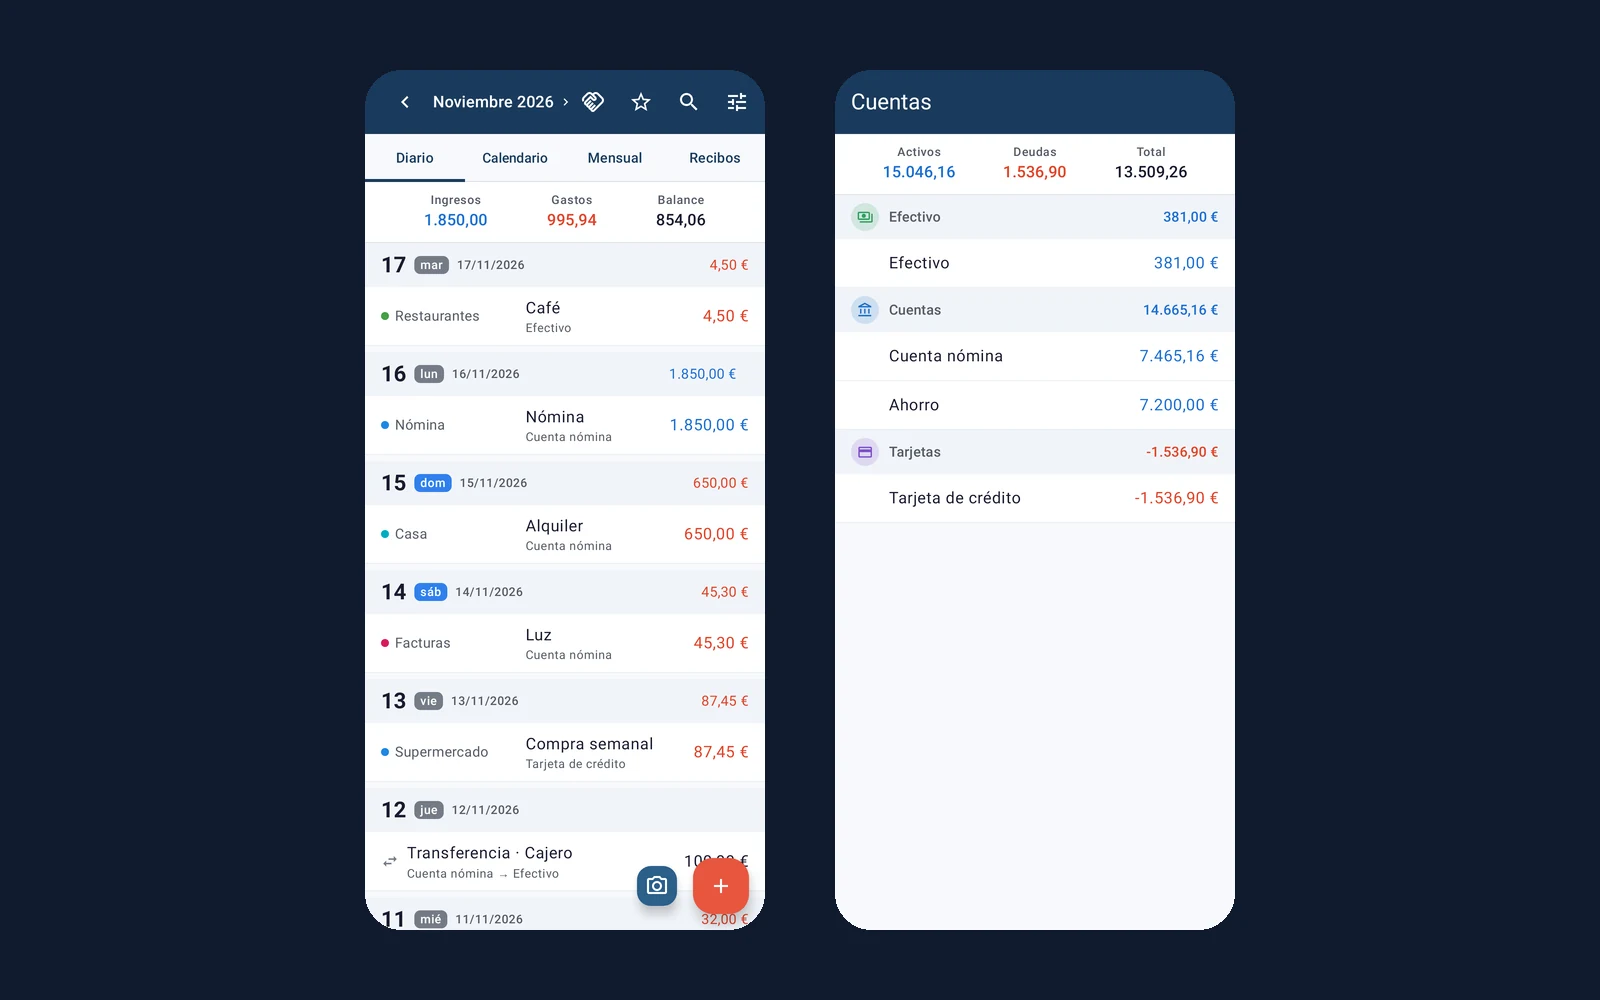 Noviembre 2026
Diario Calendario Mensual Recibos
Ingresos Gastos Balance
1.850,00 995,94 854,06
17 mar 17/11/2026 4,50 €
Restaurantes Café 4,50 €
Efectivo
16 lun 16/11/2026 1.850,00 €
Nómina Nómina 1.850,00 €
Cuenta nómina
15 dom 15/11/2026 650,00 €
Casa Alquiler 650,00 €
Cuenta nómina
14 sáb 14/11/2026 45,30 €
Facturas Luz 45,30 €
Cuenta nómina
13 vie 13/11/2026 87,45 €
Supermercado Compra semanal 87,45 €
Tarjeta de crédito
12 jue 12/11/2026
Transferencia · Cajero €
Cuenta nómina → Efectivo
11 mié 11/11/2026 32,00 €
Cuentas
Activos Deudas Total
15.046,16 1.536,90 13.509,26
Efectivo 381,00 €
Efectivo 381,00 €
Cuentas 14.665,16 €
Cuenta nómina 7.465,16 €
Ahorro 7.200,00 €
Tarjetas -1.536,90 €
Tarjeta de crédito -1.536,90 €